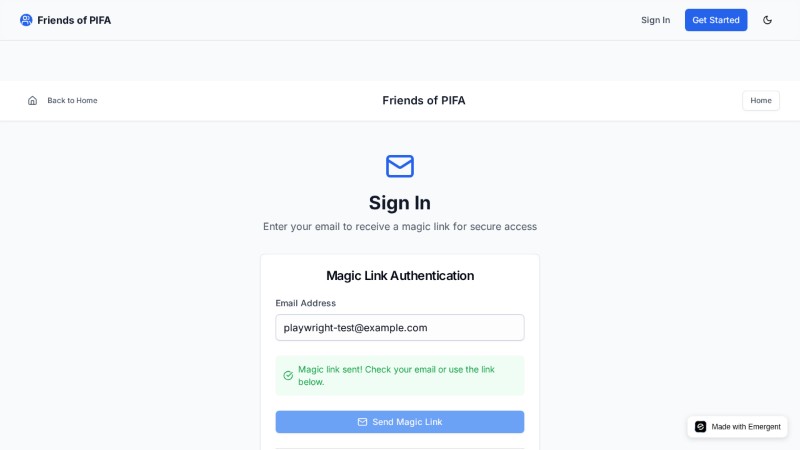 Friends of PIFA
Sign In
Get Started
Back to Home
Friends of PIFA
Home
Sign In
Enter your email to receive a magic link for secure access
Magic Link Authentication
Email Address
playwright-test@example.com
Magic link sent! Check your email or use the link
below.
Send Magic Link
Made with Emergent